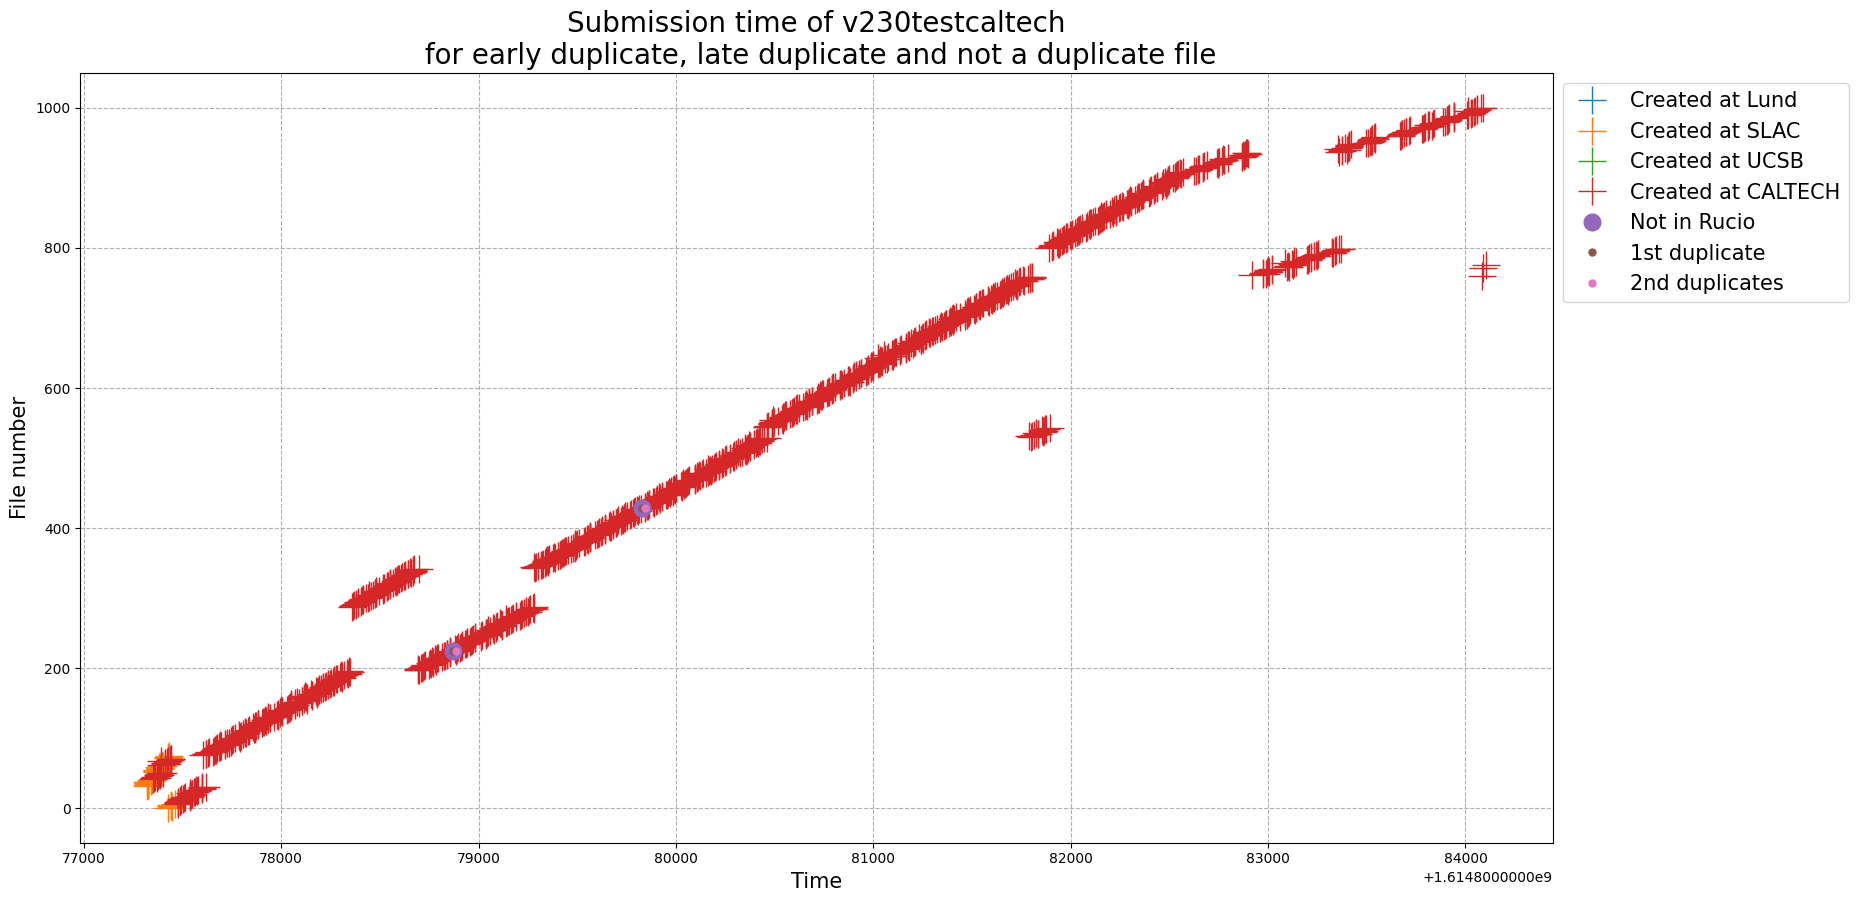 Submission time of v230testcaltech
for early duplicate, late duplicate and not a duplicate file
Created at Lund
Created at SLAC
Created at UCSB
Created at CALTECH
Not in Rucio
1st duplicate
2nd duplicates
File number
1000
800
600
400
200
0
77000 78000 79000 80000 81000 82000 83000 84000
+1.6148000000e9
Time